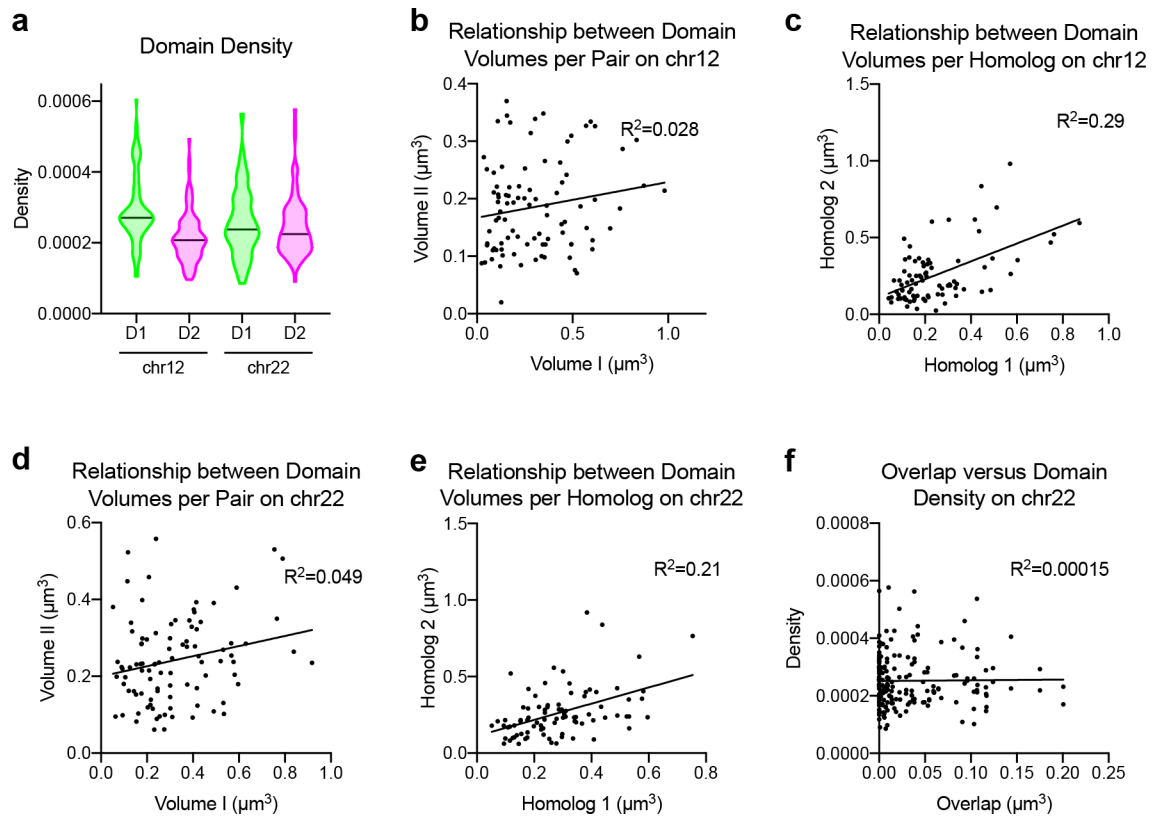 a
Domain Density
0.0006
0.0004
0.0002
0.0000
Density
D1 D2 D1 D2
chr12 chr22
b
Relationship between Domain
Volumes per Pair on chr12
R²=0.028
0.4
0.3
0.2
0.1
0.0
Volume II (μm³)
0.0 0.5 1.0
Volume I (μm³)
c
Relationship between Domain
Volumes per Homolog on chr12
R²=0.29
1.5
1.0
0.5
0.0
Homolog 2 (μm³)
0.0 0.2 0.4 0.6 0.8 1.0
Homolog 1 (μm³)
d
Relationship between Domain
Volumes per Pair on chr22
R²=0.049
0.6
0.4
0.2
0.0
Volume II (μm³)
0.0 0.2 0.4 0.6 0.8 1.0
Volume I (μm³)
e
Relationship between Domain
Volumes per Homolog on chr22
R²=0.21
1.5
1.0
0.5
0.0
Homolog 2 (μm³)
0.0 0.2 0.4 0.6 0.8
Homolog 1 (μm³)
f
Overlap versus Domain
Density on chr22
R²=0.00015
0.0008
0.0006
0.0004
0.0002
0.0000
Density
0.00 0.05 0.10 0.15 0.20 0.25
Overlap (μm³)